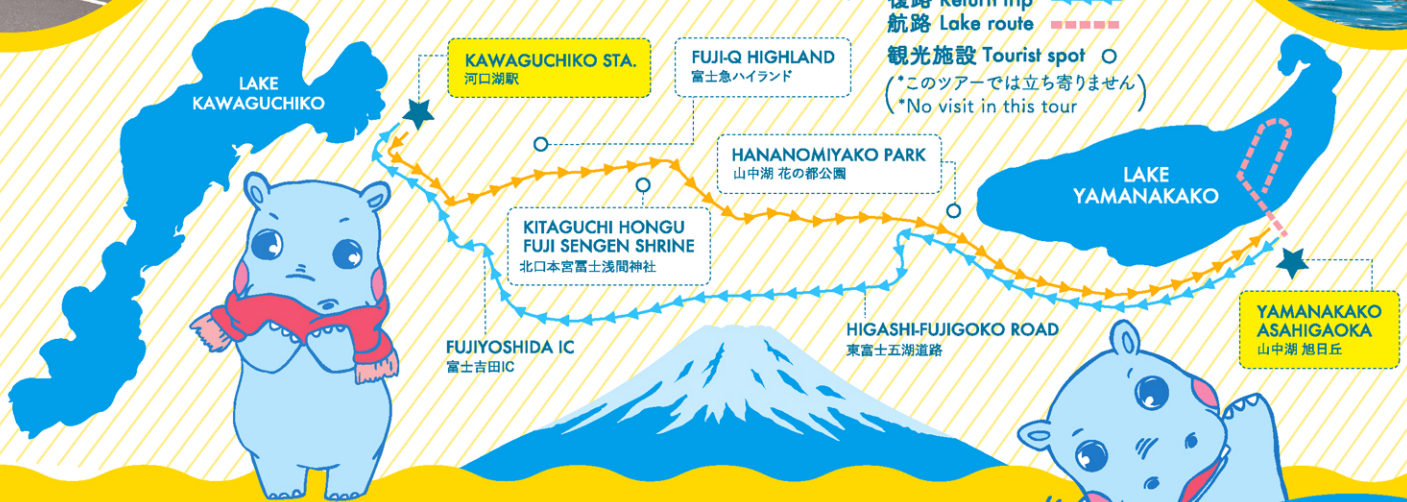 復路 Return trip
航路 Lake route
観光施設 Tourist spot
*このツアーでは立ち寄りません
*No visit in this tour
LAKE
KAWAGUCHIKO
KAWAGUCHIKO STA.
河口湖駅
FUJI-Q HIGHLAND
富士急ハイランド
HANANOMIYAKO PARK
山中湖 花の都公園
LAKE
YAMANAKAKO
KITAGUCHI HONGU
FUJI SENGEN SHRINE
北口本宮冨士浅間神社
FUJIYOSHIDA IC
富士吉田IC
HIGASHI-FUJIGOKO ROAD
東富士五湖道路
YAMANAKAKO
ASAHIGAOKA
山中湖 旭日丘